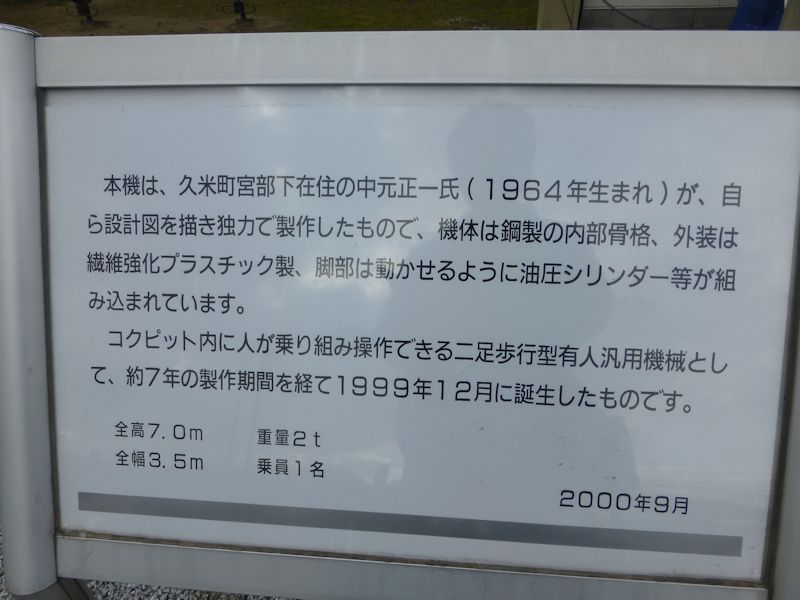 本機は、久米町宮部下在住の中元正一氏(1964年生まれ)が、自
ら設計図を描き独力で製作したもので、機体は鋼製の内部骨格、外装は
繊維強化プラスチック製、脚部は動かせるように油圧シリンダー等が組
み込まれています。
コクピット内に人が乗り組み操作できる二足歩行型有人汎用機械とし
て、約7年の製作期間を経て1999年12月に誕生したものです。
全高7.0m 重量2t
全幅3.5m 乗員1名
2000年9月